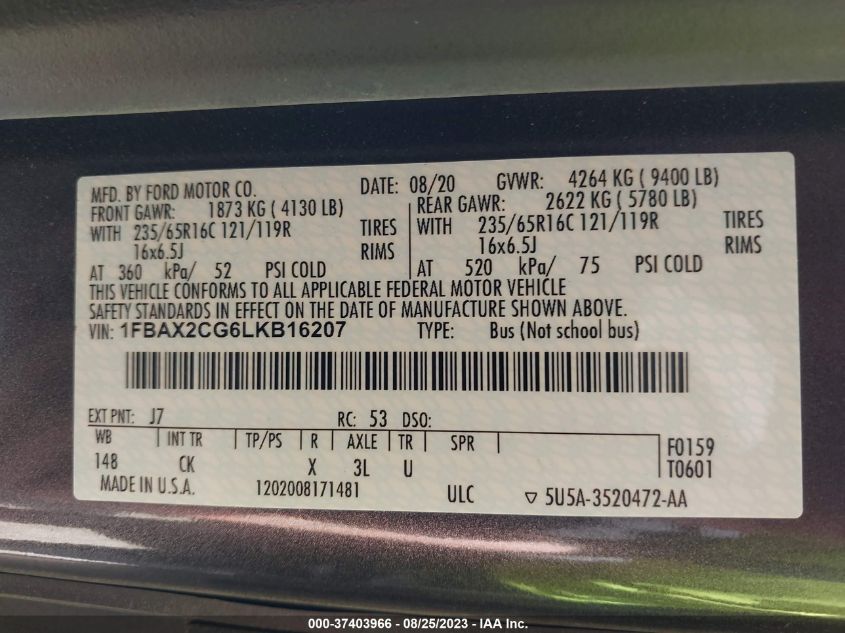 MFD. BY FORD MOTOR CO. DATE: 08/20 GVWR: 4264 KG ( 9400 LB)
FRONT GAWR: 1873 KG ( 4130 LB) REAR GAWR: 2622 KG ( 5780 LB)
WITH 235/65R16C 121/119R TIRES WITH 235/65R16C 121/119R TIRES
16x6.5J RIMS 16x6.5J RIMS
AT 360 kPa/ 52 PSI COLD AT 520 kPa/ 75 PSI COLD
THIS VEHICLE CONFORMS TO ALL APPLICABLE FEDERAL MOTOR VEHICLE
SAFETY STANDARDS IN EFFECT ON THE DATE OF MANUFACTURE SHOWN ABOVE.
VIN: 1FBAX2CG6LKB16207 TYPE: Bus (Not school bus)
EXT PNT: J7 RC: 53 DSO:
WB INT TR TP/PS R AXLE TR SPR F0159
148 CK X 3L U T0601
MADE IN U.S.A. 1202008171481 ULC ▽ 5U5A-3520472-AA
000-37403966 - 08/25/2023 - IAA Inc.